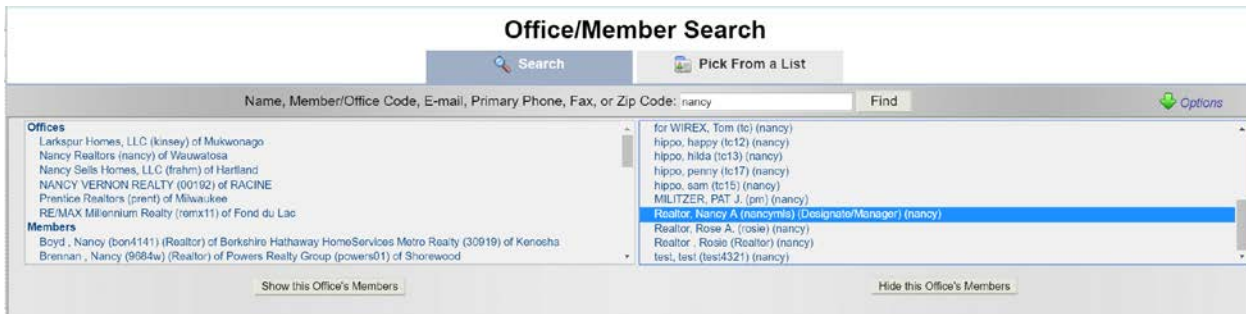 Office/Member Search
Search
Pick From a List
Name, Member/Office Code, E-mail, Primary Phone, Fax, or Zip Code: nancy
Find
Options
Offices
Larkspur Homes, LLC (kinsey) of Mukwonago
Nancy Realtors (nancy) of Wauwatosa
Nancy Sells Homes, LLC (frahm) of Hartland
NANCY VERNON REALTY (00192) of RACINE
Prentice Realtors (prent) of Milwaukee
RE/MAX Millennium Realty (remx11) of Fond du Lac
Members
Boyd , Nancy (bon4141) (Realtor) of Berkshire Hathaway HomeServices Metro Realty (30919) of Kenosha
Brennan , Nancy (9684w) (Realtor) of Powers Realty Group (powers01) of Shorewood
Show this Office's Members
for WIREX, Tom (tc) (nancy)
hippo, happy (tc12) (nancy)
hippo, hilda (tc13) (nancy)
hippo, penny (tc17) (nancy)
hippo, sam (tc15) (nancy)
MILITZER, PAT J. (pm) (nancy)
Realtor, Nancy A (nancymls) (Designate/Manager) (nancy)
Realtor, Rose A. (rosie) (nancy)
Realtor , Rosie (Realtor) (nancy)
test, test (test4321) (nancy)
Hide this Office's Members